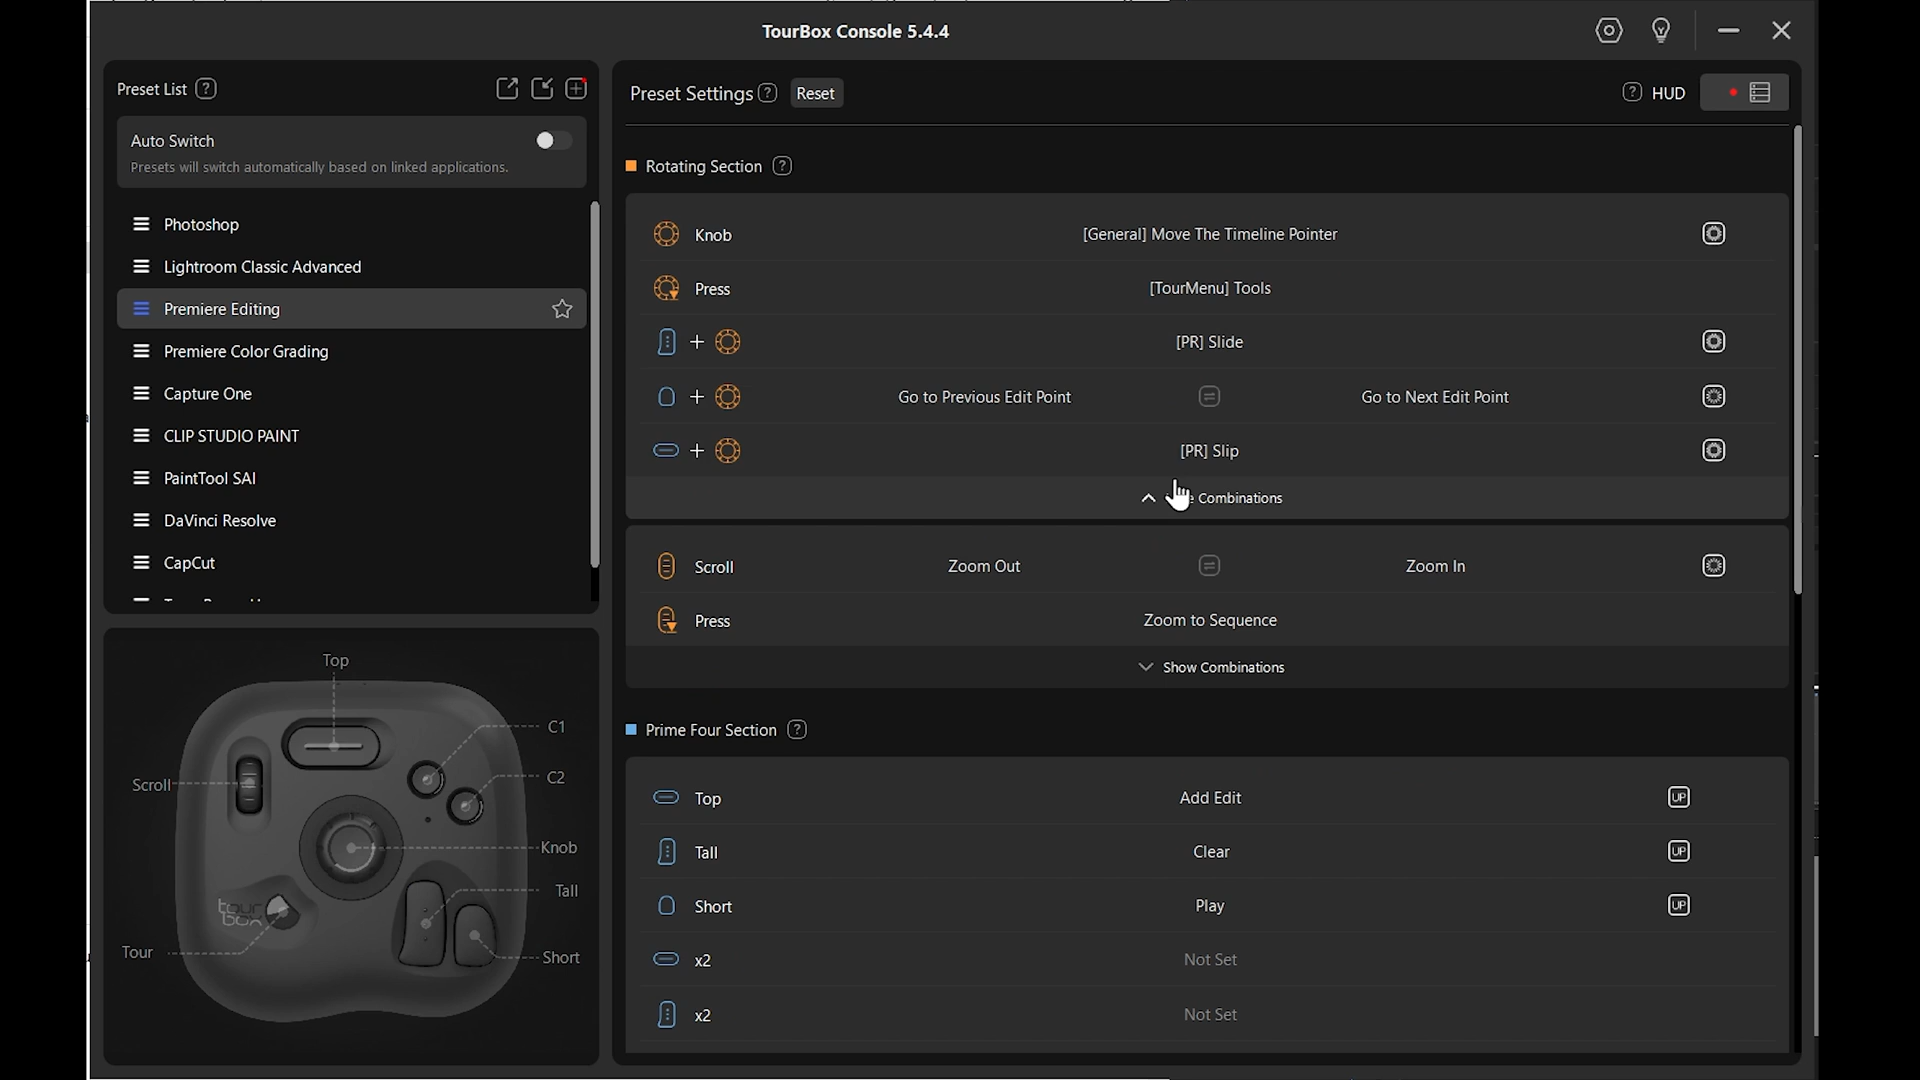 TourBox Console 5.4.4
Preset List ?
Auto Switch
Presets will switch automatically based on linked applications.
Photoshop
Lightroom Classic Advanced
Premiere Editing
Premiere Color Grading
Capture One
CLIP STUDIO PAINT
PaintTool SAI
DaVinci Resolve
CapCut
Top
C1
C2
Scroll
Knob
Tall
tour
box
Tour
Short
Preset Settings ? Reset
? HUD
Rotating Section ?
Knob [General] Move The Timeline Pointer
Press [TourMenu] Tools
+ [PR] Slide
+ Go to Previous Edit Point Go to Next Edit Point
+ [PR] Slip
Combinations
Scroll Zoom Out Zoom In
Press Zoom to Sequence
Show Combinations
Prime Four Section ?
Top Add Edit UP
Tall Clear UP
Short Play UP
x2 Not Set
x2 Not Set